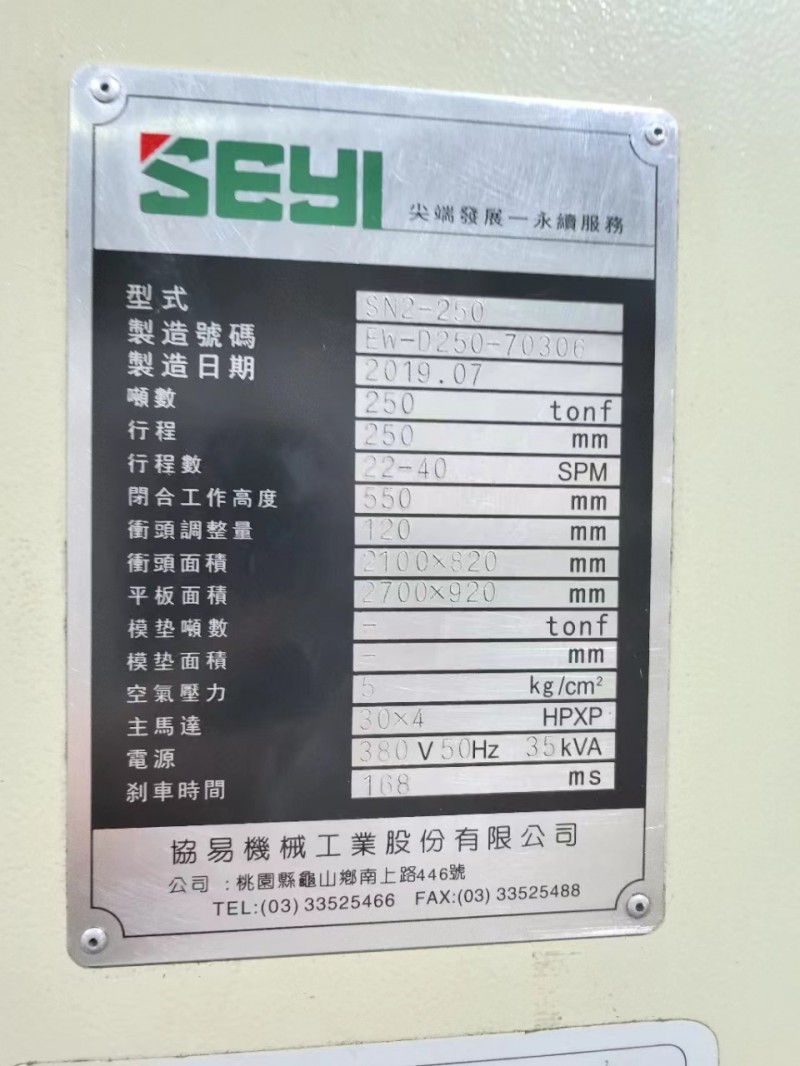 SEYI 尖端發展一永續服務
型式 SN2-250
製造號碼 EW-D250-70306
製造日期 2019.07
噸數 250 tonf
行程 250 mm
行程數 22-40 SPM
閉合工作高度 550 mm
衝頭調整量 120 mm
衝頭面積 2100×820 mm
平板面積 2700×920 mm
模垫噸數 - tonf
模垫面積 - mm
空氣壓力 5 kg/cm²
主馬達 30×4 HPXP
電源 380 V 50Hz 35kVA
刹車時間 168 ms
協易機械工業股份有限公司
公司：桃園縣龜山鄉南上路446號
TEL:(03) 33525466 FAX:(03) 33525488